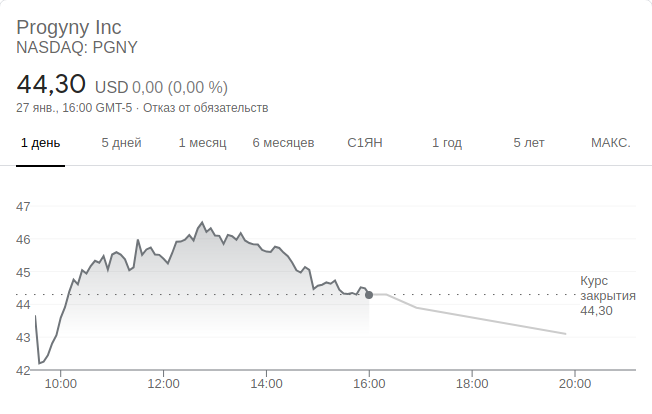 Progyny Inc
NASDAQ: PGNY
44,30 USD 0,00 (0,00 %)
27 янв., 16:00 GMT-5 · Отказ от обязательств
1 день 5 дней 1 месяц 6 месяцев С1ЯН 1 год 5 лет МАКС.
47
46
45
44
43
42
Курс
закрытия
44,30
10:00 12:00 14:00 16:00 18:00 20:00